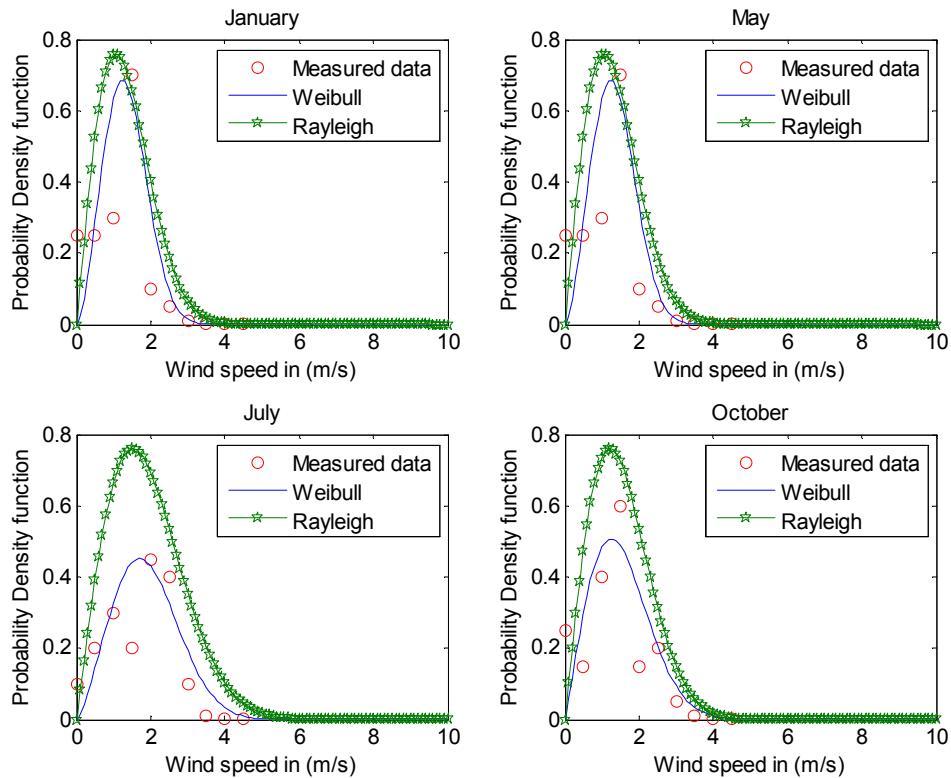 January
Probability Density function
0.8
0.6
0.4
0.2
0
Measured data
Weibull
Rayleigh
0 2 4 6 8 10
Wind speed in (m/s)
May
Probability Density function
0.8
0.6
0.4
0.2
0
Measured data
Weibull
Rayleigh
0 2 4 6 8 10
Wind speed in (m/s)
July
Probability Density function
0.8
0.6
0.4
0.2
0
Measured data
Weibull
Rayleigh
0 2 4 6 8 10
Wind speed in (m/s)
October
Probability Density function
0.8
0.6
0.4
0.2
0
Measured data
Weibull
Rayleigh
0 2 4 6 8 10
Wind speed in (m/s)